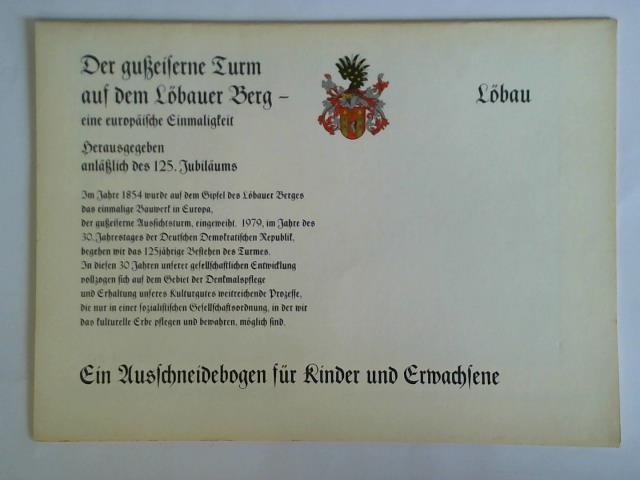 Der gußeiſerne Turm
auf dem Löbauer Berg –
eine europäiſche Einmaligkeit
Löbau
Herausgegeben
anläßlich des 125. Jubiläums
Im Jahre 1854 wurde auf dem Gipfel des Löbauer Berges
das einmalige Bauwerk in Europa,
der gußeiſerne Ausſichtsturm, eingeweiht. 1979, im Jahre des
30. Jahrestages der Deutſchen Demokratiſchen Republik,
begehen wir das 125jährige Beſtehen des Turmes.
In dieſen 30 Jahren unſerer geſellſchaftlichen Entwicklung
vollzogen ſich auf dem Gebiet der Denkmalspflege
und Erhaltung unſeres Kulturgutes weitreichende Prozeſſe,
die nur in einer ſozialiſtiſchen Geſellſchaftsordnung, in der wir
das kulturelle Erbe pflegen und bewahren, möglich ſind.
Ein Ausſchneidebogen für Kinder und Erwachſene